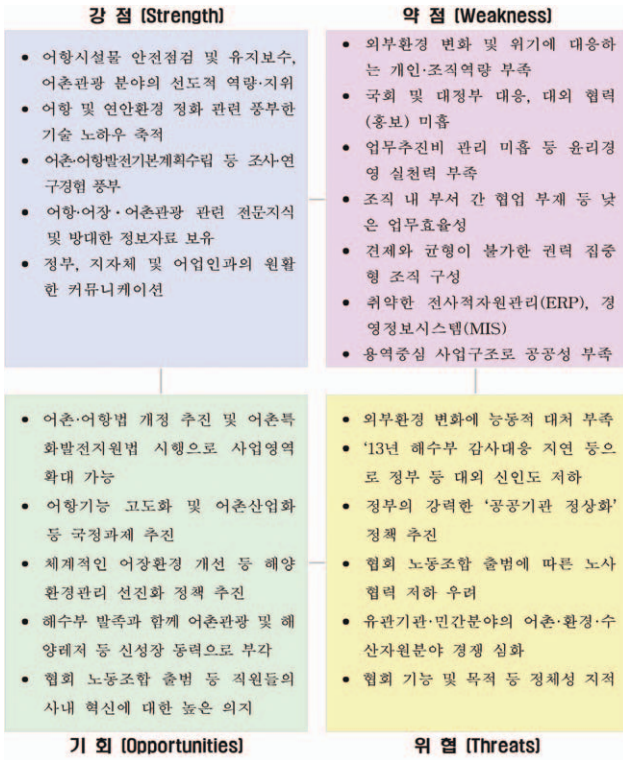 강 점 (Strength)
• 어항시설물 안전점검 및 유지보수,
어촌관광 분야의 선도적 역량·지위
• 어항 및 연안환경 정화 관련 풍부한
기술 노하우 축적
• 어촌·어항발전기본계획수립 등 조사·연
구경험 풍부
• 어항·어장·어촌관광 관련 전문지식
및 방대한 정보자료 보유
• 정부, 지자체 및 어업인과의 원활
한 커뮤니케이션
약 점 (Weakness)
• 외부환경 변화 및 위기에 대응하
는 개인·조직역량 부족
• 국회 및 대정부 대응, 대외 협력
(홍보) 미흡
• 업무추진비 관리 미흡 등 윤리경
영 실천력 부족
• 조직 내 부서 간 협업 부재 등 낮
은 업무효율성
• 견제와 균형이 불가한 권력 집중
형 조직 구성
• 취약한 전사적자원관리(ERP), 경
영정보시스템(MIS)
• 용역중심 사업구조로 공공성 부족
• 어촌·어항법 개정 추진 및 어촌특
화발전지원법 시행으로 사업영역
확대 가능
• 어항기능 고도화 및 어촌산업화
등 국정과제 추진
• 체계적인 어장환경 개선 등 해양
환경관리 선진화 정책 추진
• 해수부 발족과 함께 어촌관광 및 해
양레저 등 신성장 동력으로 부각
• 협회 노동조합 출범 등 직원들의
사내 혁신에 대한 높은 의지
기 회 (Opportunities)
• 외부환경 변화에 능동적 대처 부족
• '13년 해수부 감사대응 지연 등으
로 정부 등 대외 신인도 저하
• 정부의 강력한 '공공기관 정상화'
정책 추진
• 협회 노동조합 출범에 따른 노사
협력 저하 우려
• 유관기관·민간분야의 어촌·환경·수
산자원분야 경쟁 심화
• 협회 기능 및 목적 등 정체성 지적
위 협 (Threats)